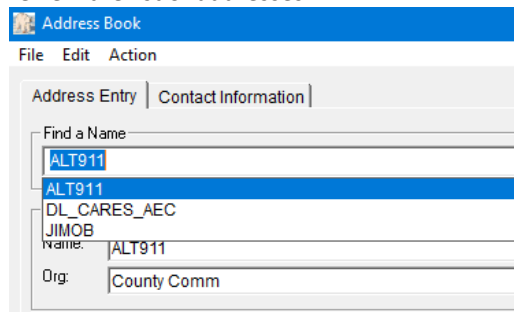 Address Book
File Edit Action
Address Entry Contact Information
Find a Name
ALT911
ALT911
DL_CARES_AEC
JIMOB
Name: ALT911
Org: County Comm